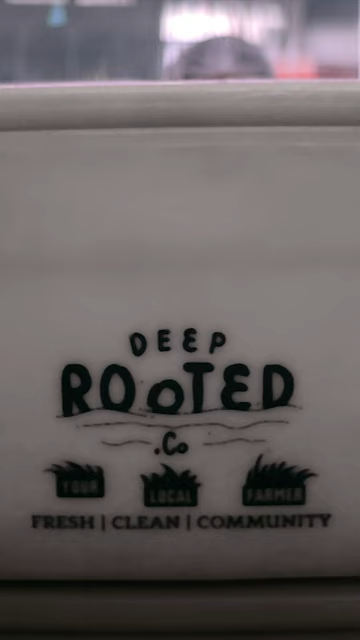 DEEP
ROOTED
.Co
YOUR LOCAL FARMER
FRESH | CLEAN | COMMUNITY